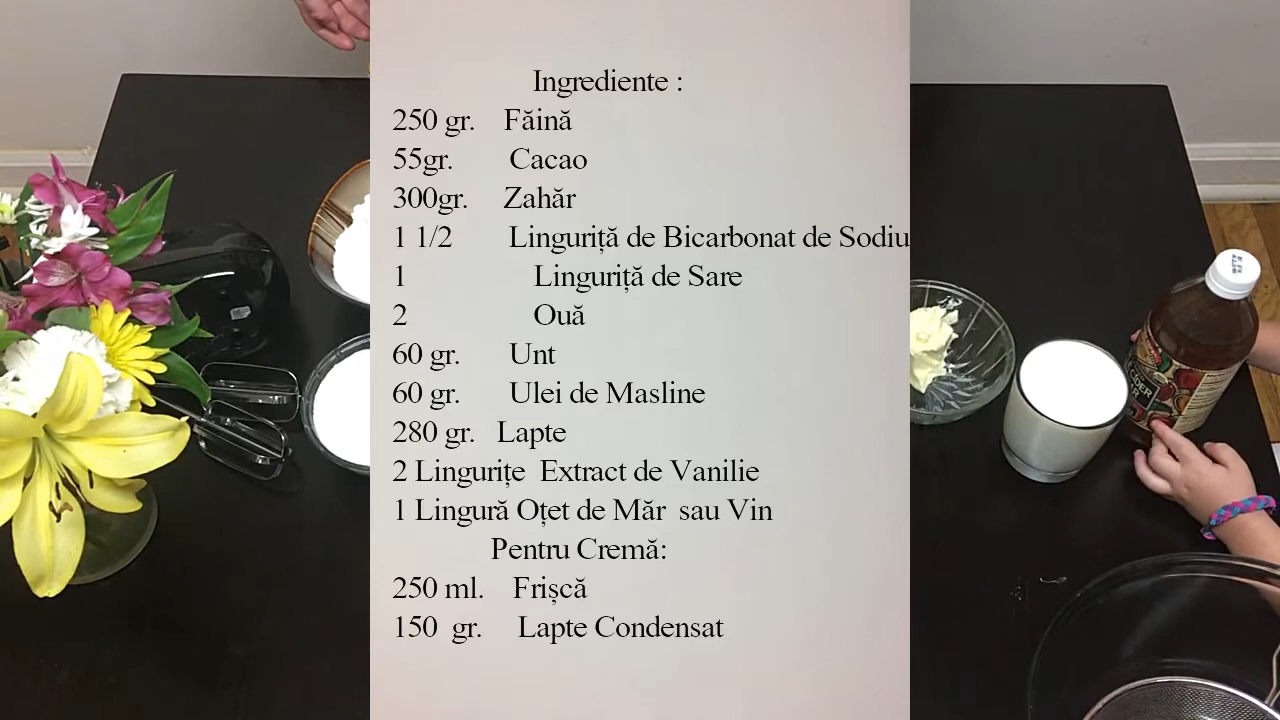 Ingrediente :
250 gr. Făină
55gr. Cacao
300gr. Zahăr
1 1/2 Linguriță de Bicarbonat de Sodiu
1 Linguriță de Sare
2 Ouă
60 gr. Unt
60 gr. Ulei de Masline
280 gr. Lapte
2 Lingurițe Extract de Vanilie
1 Lingură Oțet de Măr sau Vin
Pentru Cremă:
250 ml. Frișcă
150 gr. Lapte Condensat